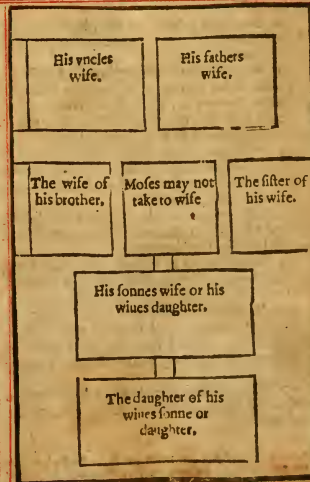 His vncles
wife.
His fathers
wife.
The wife of
his brother.
Moſes may not
take to wife
The ſiſter of
his wife.
His ſonnes wife or his
wiues daughter.
The daughter of his
wiues ſonne or
daughter.